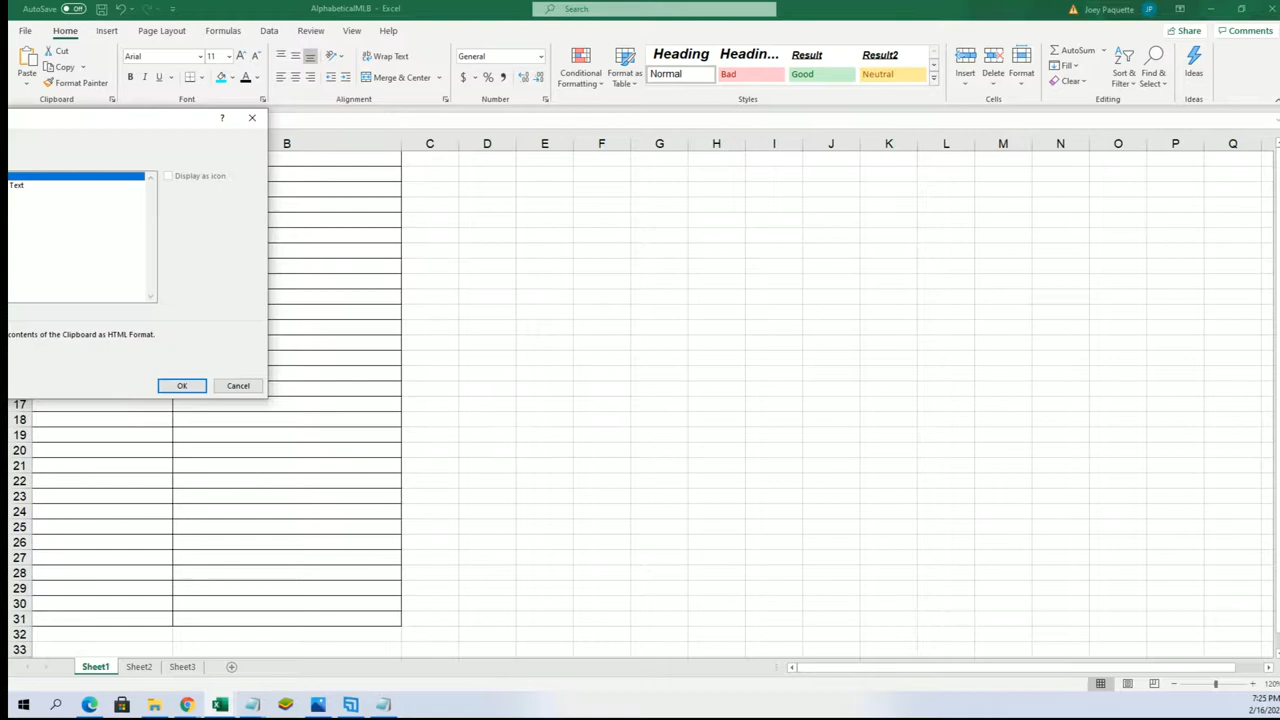 AutoSave Off AlphabeticalMLB - Excel Search Joey Paquette JP
File Home Insert Page Layout Formulas Data Review View Help Share Comments
Paste Cut Copy Format Painter
Arial 11 A A
B I U A
Wrap Text
Merge & Center
General
$ % ,
Conditional Formatting Format as Table
Heading Headin... Result Result2
Normal Bad Good Neutral
Insert Delete Format
AutoSum Fill Clear
Sort & Filter Find & Select
Ideas
Clipboard Font Alignment Number Styles Cells Editing Ideas
?
B C D E F G H I J K L M N O P Q
Display as icon
Text
contents of the Clipboard as HTML Format.
OK Cancel
17
18
19
20
21
22
23
24
25
26
27
28
29
30
31
32
33
Sheet1 Sheet2 Sheet3
120%
7:25 PM
2/16/202